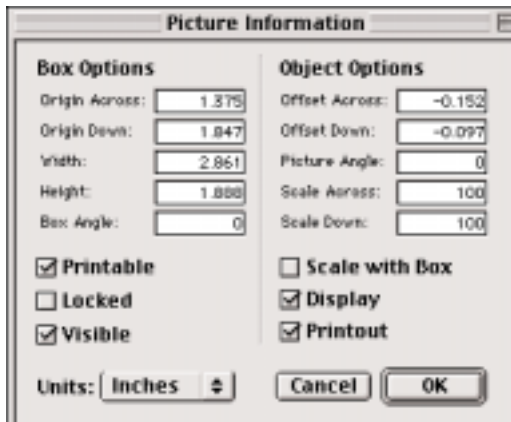 Picture Information
Box Options
Origin Across: 1.375
Origin Down: 1.847
Width: 2.861
Height: 1.888
Box Angle: 0
Printable
Locked
Visible
Object Options
Offset Across: -0.152
Offset Down: -0.097
Picture Angle: 0
Scale Across: 100
Scale Down: 100
Scale with Box
Display
Printout
Units: Inches
Cancel
OK